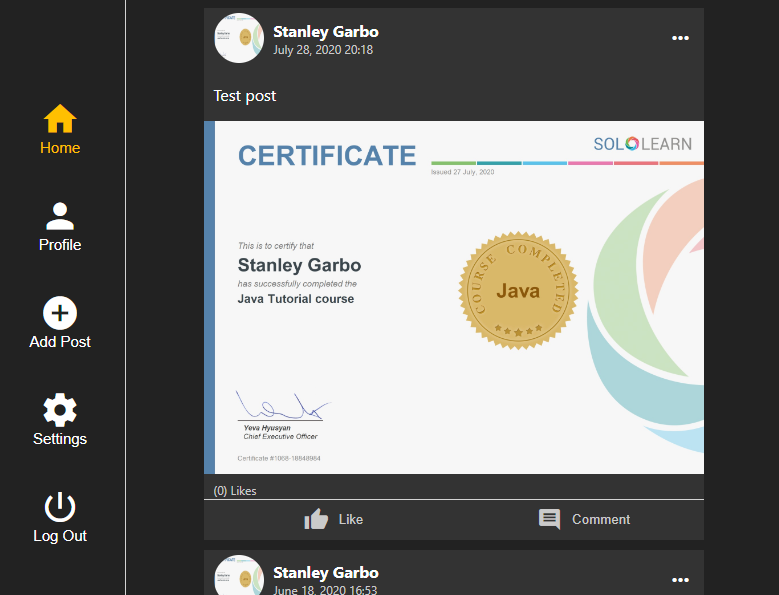 Home
Profile
Add Post
Settings
Log Out
Stanley Garbo
July 28, 2020 20:18
Test post
CERTIFICATE
SOLOLEARN
Issued 27 July, 2020
This is to certify that
Stanley Garbo
has successfully completed the
Java Tutorial course
COURSE COMPLETED
Java
Yeva Hyusyan
Chief Executive Officer
Certificate #1068-18848984
(0) Likes
Like
Comment
Stanley Garbo
June 18, 2020 16:53